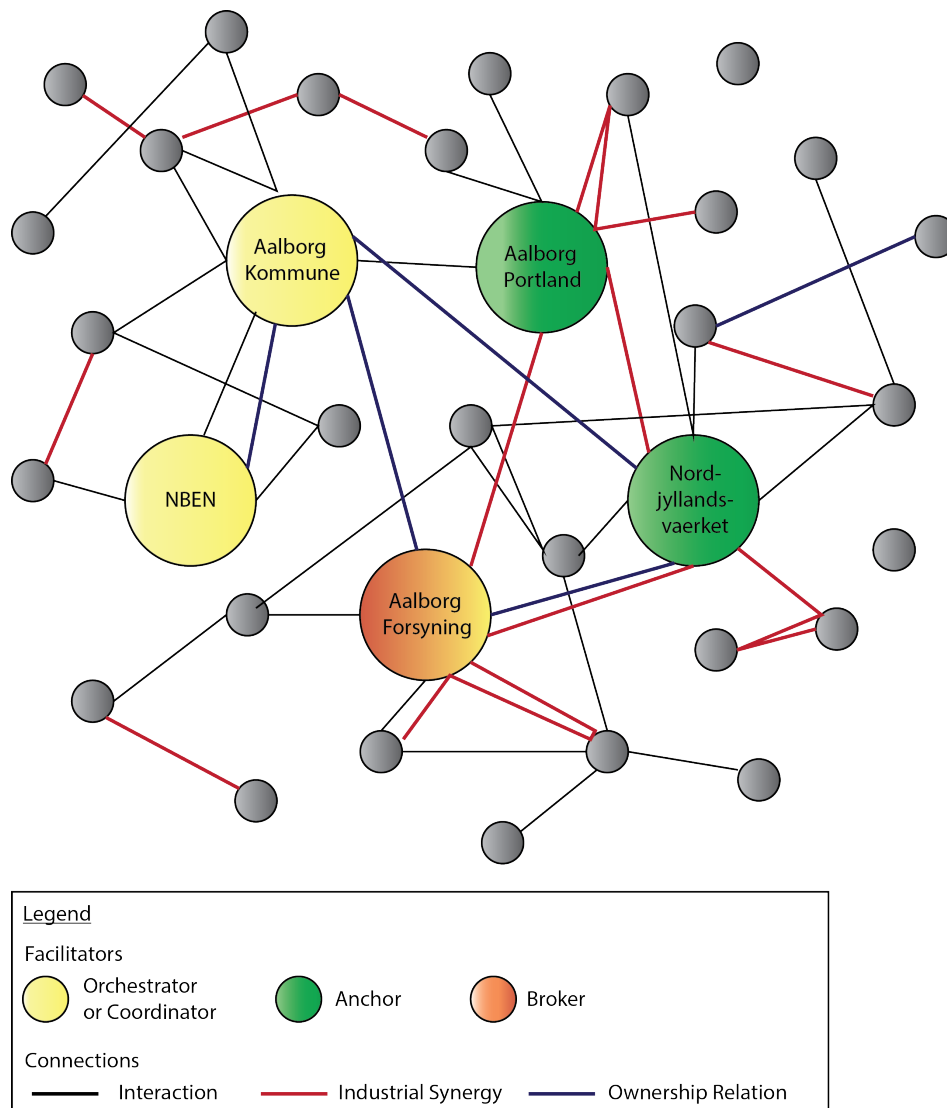 Aalborg
Kommune
Aalborg
Portland
NBEN
Nord-
jyllands-
vaerket
Aalborg
Forsyning
Legend
Facilitators
Orchestrator
or Coordinator
Anchor
Broker
Connections
Interaction
Industrial Synergy
Ownership Relation